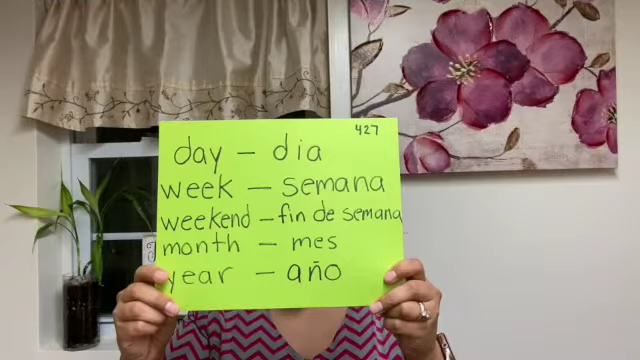 427
day - dia
week - semana
weekend - fin de semana
month - mes
year - año